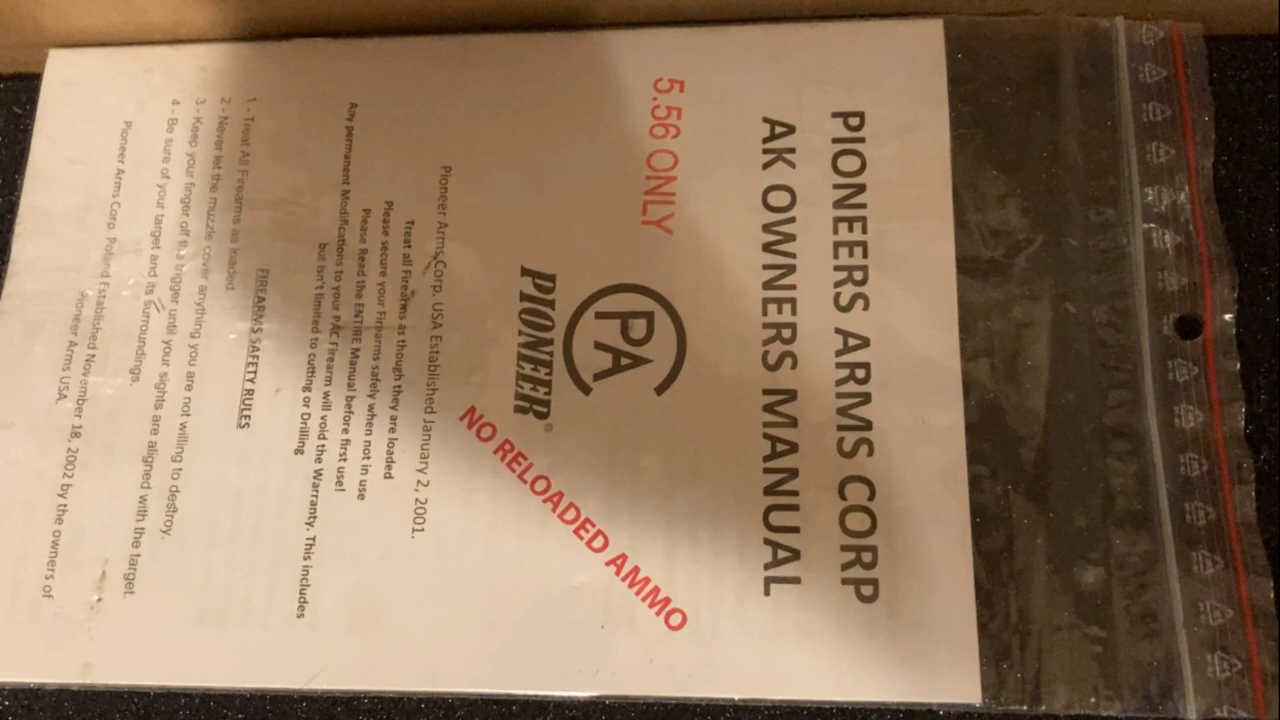 PIONEERS ARMS CORP
AK OWNERS MANUAL
5.56 ONLY
PA
PIONEER®
NO RELOADED AMMO
Pioneer Arms Corp. USA Established January 2, 2001.
Treat all Firearms as though they are loaded
Please secure your Firearms safely when not in use
Please Read the ENTIRE Manual before first use!
Any permanent Modifications to your PAC Firearm will void the Warranty. This includes
but isn't limited to cutting or Drilling
FIREARMS SAFETY RULES
1 - Treat All Firearms as loaded.
2 - Never let the muzzle cover anything you are not willing to destroy.
3 - Keep your finger off the trigger until your sights are aligned with the target.
4 - Be sure of your target and its surroundings.
Pioneer Arms Corp. Poland Established November 18, 2002 by the owners of
Pioneer Arms USA.